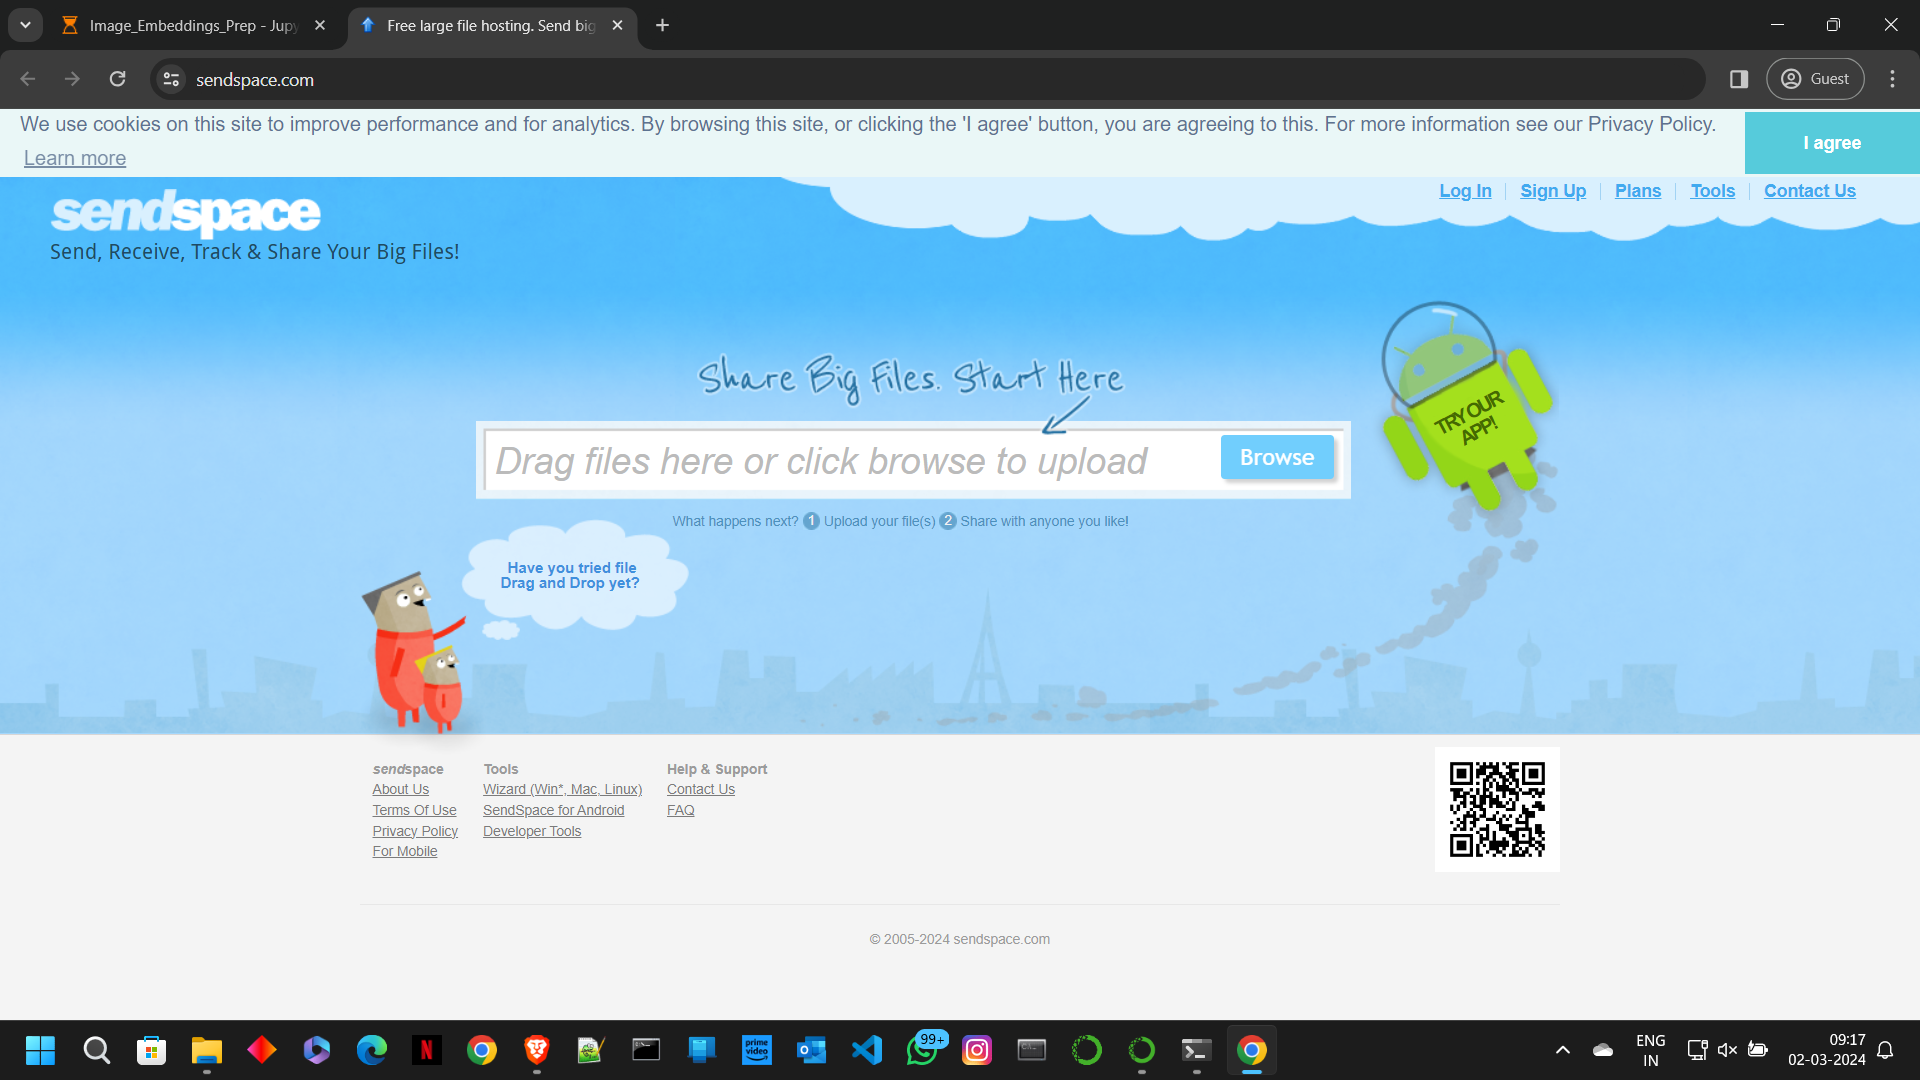 Image_Embeddings_Prep - Jupy
Free large file hosting. Send big
sendspace.com
Guest
We use cookies on this site to improve performance and for analytics. By browsing this site, or clicking the 'I agree' button, you are agreeing to this. For more information see our Privacy Policy.
Learn more
I agree
sendspace
Send, Receive, Track & Share Your Big Files!
Log In
Sign Up
Plans
Tools
Contact Us
Share Big Files. Start Here
TRY OUR
APP!
Drag files here or click browse to upload
Browse
What happens next? 1 Upload your file(s) 2 Share with anyone you like!
Have you tried file
Drag and Drop yet?
sendspace
About Us
Terms Of Use
Privacy Policy
For Mobile
Tools
Wizard (Win*, Mac, Linux)
SendSpace for Android
Developer Tools
Help & Support
Contact Us
FAQ
© 2005-2024 sendspace.com
N
prime
video
99+
ENG
IN
09:17
02-03-2024